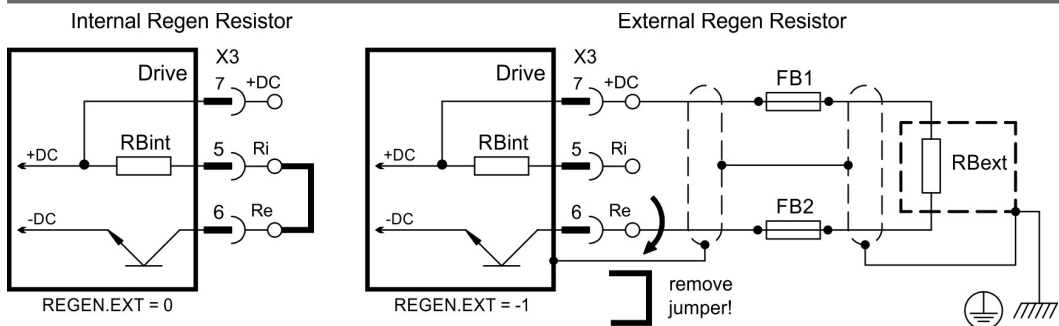 Internal Regen Resistor
Drive
X3
7
+DC
+DC
RBint
5
Ri
-DC
6
Re
REGEN.EXT = 0
External Regen Resistor
Drive
X3
7
+DC
FB1
+DC
RBint
5
Ri
RBext
-DC
6
Re
FB2
REGEN.EXT = -1
remove
jumper!